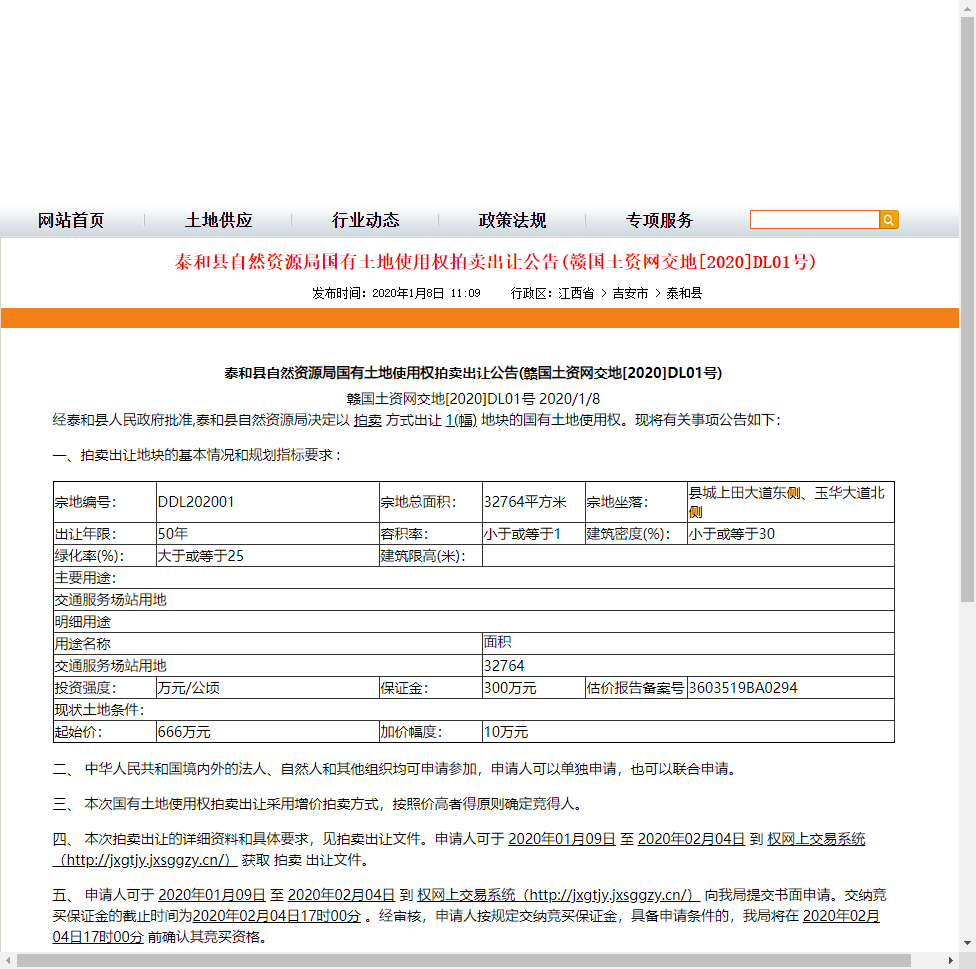 网站首页 土地供应 行业动态 政策法规 专项服务
泰和县自然资源局国有土地使用权拍卖出让公告(赣国土资网交地[2020]DL01号)
发布时间：2020年1月8日 11:09 行政区：江西省 > 吉安市 > 泰和县
泰和县自然资源局国有土地使用权拍卖出让公告(赣国土资网交地[2020]DL01号)
赣国土资网交地[2020]DL01号 2020/1/8
经泰和县人民政府批准,泰和县自然资源局决定以 拍卖 方式出让 1(幅) 地块的国有土地使用权。现将有关事项公告如下：
一、拍卖出让地块的基本情况和规划指标要求：
宗地编号： DDL202001 宗地总面积： 32764平方米 宗地坐落： 县城上田大道东侧、玉华大道北侧
出让年限： 50年 容积率： 小于或等于1 建筑密度(%)： 小于或等于30
绿化率(%)： 大于或等于25 建筑限高(米)：
主要用途：
交通服务场站用地
明细用途
用途名称 面积
交通服务场站用地 32764
投资强度： 万元/公顷 保证金： 300万元 估价报告备案号 3603519BA0294
现状土地条件：
起始价： 666万元 加价幅度： 10万元
二、 中华人民共和国境内外的法人、自然人和其他组织均可申请参加，申请人可以单独申请，也可以联合申请。
三、 本次国有土地使用权拍卖出让采用增价拍卖方式，按照价高者得原则确定竞得人。
四、 本次拍卖出让的详细资料和具体要求，见拍卖出让文件。申请人可于 2020年01月09日 至 2020年02月04日 到 权网上交易系统
（http://jxgtjy.jxsggzy.cn/） 获取 拍卖 出让文件。
五、 申请人可于 2020年01月09日 至 2020年02月04日 到 权网上交易系统（http://jxgtjy.jxsggzy.cn/） 向我局提交书面申请。交纳竞
买保证金的截止时间为2020年02月04日17时00分 。经审核，申请人按规定交纳竞买保证金，具备申请条件的，我局将在 2020年02月
04日17时00分 前确认其竞买资格。